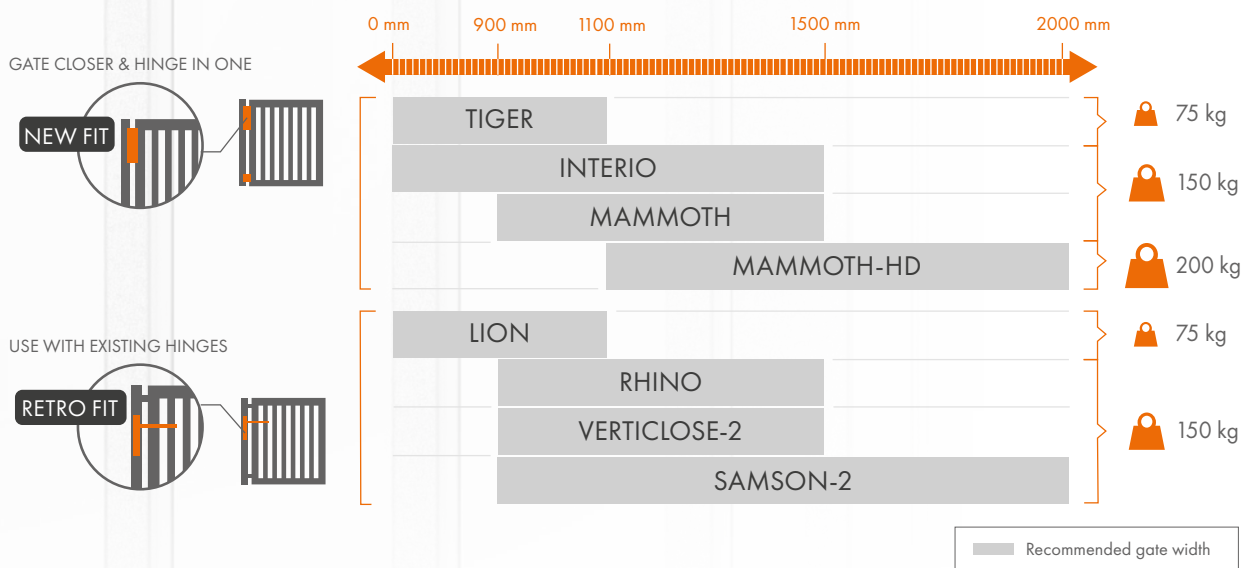 0 mm 900 mm 1100 mm 1500 mm 2000 mm
GATE CLOSER & HINGE IN ONE
NEW FIT
TIGER
75 kg
INTERIO
150 kg
MAMMOTH
MAMMOTH-HD
200 kg
USE WITH EXISTING HINGES
RETRO FIT
LION
75 kg
RHINO
VERTICLOSE-2
150 kg
SAMSON-2
Recommended gate width